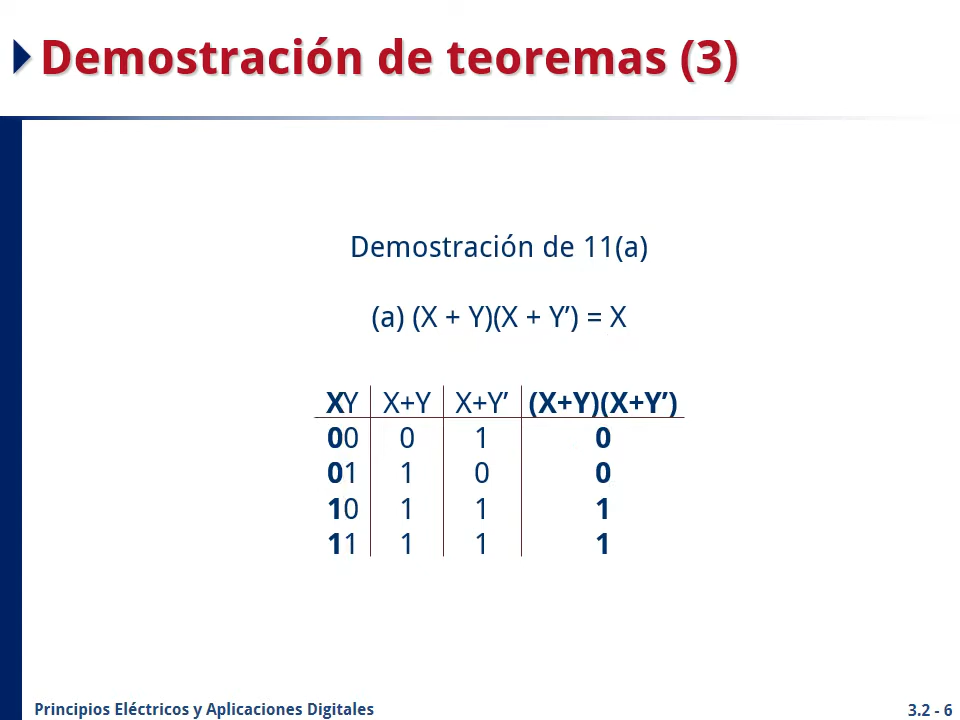 Demostración de teoremas (3)
Demostración de 11(a)
(a) (X + Y)(X + Y’) = X
XY X+Y X+Y’ (X+Y)(X+Y’)
00 0 1 0
01 1 0 0
10 1 1 1
11 1 1 1
Principios Eléctricos y Aplicaciones Digitales 3.2 - 6